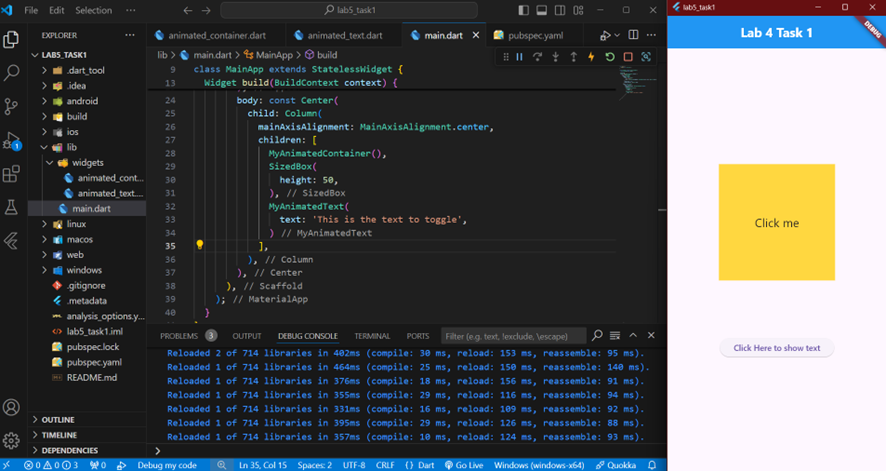 File Edit Selection ... lab5_task1
EXPLORER ...
LAB5_TASK1
.dart_tool
.idea
android
build
ios
lib
widgets
animated_cont...
animated_text....
main.dart
linux
macos
web
windows
.gitignore
.metadata
analysis_options.y...
lab5_task1.iml
pubspec.lock
pubspec.yaml
README.md
OUTLINE
TIMELINE
DEPENDENCIES
1
animated_container.dart animated_text.dart main.dart pubspec.yaml
lib > main.dart > MainApp > build
9 class MainApp extends StatelessWidget {
13 Widget build(BuildContext context) {
24 body: const Center(
25 child: Column(
26 mainAxisAlignment: MainAxisAlignment.center,
27 children: [
28 MyAnimatedContainer(),
29 SizedBox(
30 height: 50,
31 ), // SizedBox
32 MyAnimatedText(
33 text: 'This is the text to toggle',
34 ) // MyAnimatedText
35 ],
36 ), // Column
37 ), // Center
38 ), // Scaffold
39 ); // MaterialApp
40 }
PROBLEMS 3 OUTPUT DEBUG CONSOLE TERMINAL PORTS Filter (e.g. text, !exclude, \escape)
Reloaded 2 of 714 libraries in 402ms (compile: 30 ms, reload: 153 ms, reassemble: 95 ms).
Reloaded 1 of 714 libraries in 464ms (compile: 25 ms, reload: 150 ms, reassemble: 140 ms).
Reloaded 1 of 714 libraries in 376ms (compile: 18 ms, reload: 156 ms, reassemble: 91 ms).
Reloaded 1 of 714 libraries in 355ms (compile: 29 ms, reload: 116 ms, reassemble: 94 ms).
Reloaded 1 of 714 libraries in 331ms (compile: 16 ms, reload: 109 ms, reassemble: 92 ms).
Reloaded 1 of 714 libraries in 395ms (compile: 29 ms, reload: 126 ms, reassemble: 88 ms).
Reloaded 1 of 714 libraries in 357ms (compile: 10 ms, reload: 124 ms, reassemble: 93 ms).
>
0 0 3 0 Debug my code Ln 35, Col 15 Spaces: 2 UTF-8 CRLF {} Dart Go Live Windows (windows-x64) Quokka
lab5_task1
Lab 4 Task 1
DEBUG
Click me
Click Here to show text